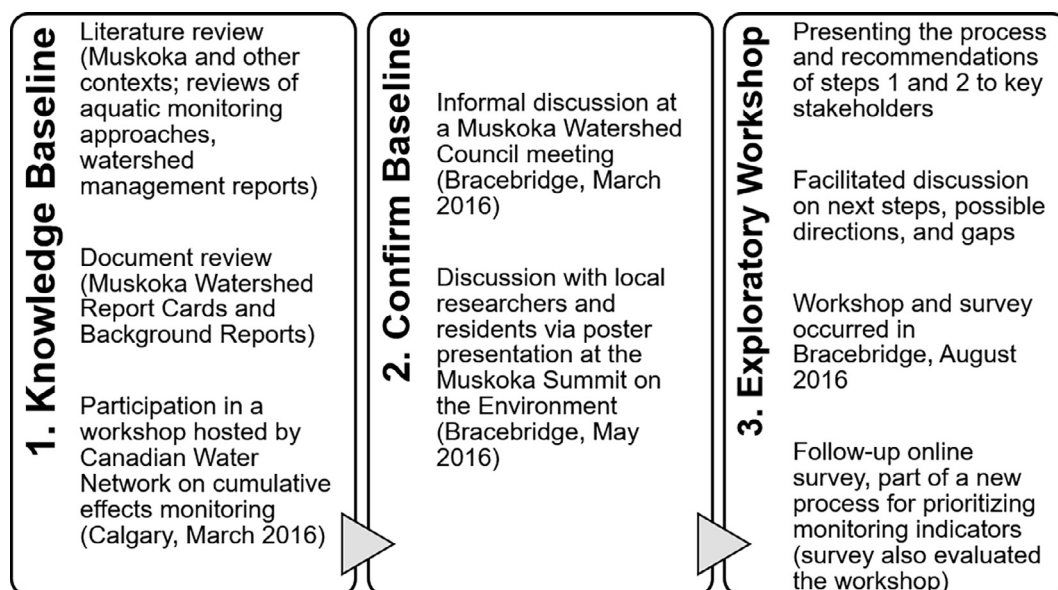 1. Knowledge Baseline
Literature review
(Muskoka and other
contexts; reviews of
aquatic monitoring
approaches,
watershed
management reports)
Document review
(Muskoka Watershed
Report Cards and
Background Reports)
Participation in a
workshop hosted by
Canadian Water
Network on cumulative
effects monitoring
(Calgary, March 2016)
2. Confirm Baseline
Informal discussion at
a Muskoka Watershed
Council meeting
(Bracebridge, March
2016)
Discussion with local
researchers and
residents via poster
presentation at the
Muskoka Summit on
the Environment
(Bracebridge, May
2016)
3. Exploratory Workshop
Presenting the process
and recommendations
of steps 1 and 2 to key
stakeholders
Facilitated discussion
on next steps, possible
directions, and gaps
Workshop and survey
occurred in
Bracebridge, August
2016
Follow-up online
survey, part of a new
process for prioritizing
monitoring indicators
(survey also evaluated
the workshop)